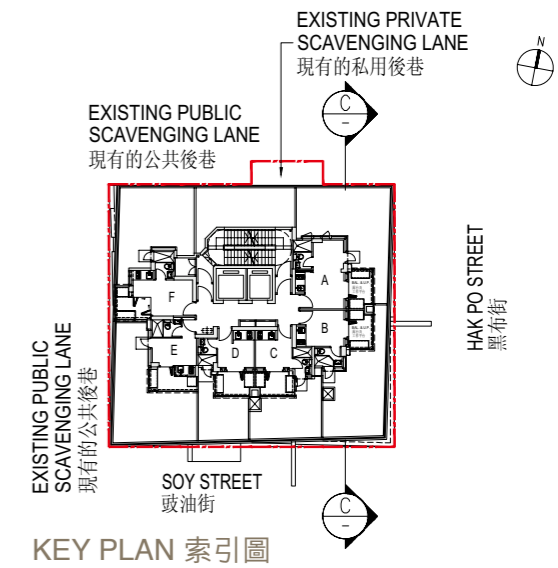 EXISTING PRIVATE
SCAVENGING LANE
現有的私用後巷
N
C
-
EXISTING PUBLIC
SCAVENGING LANE
現有的公共後巷
A
F
B
E
D
C
HAK PO STREET
黑布街
EXISTING PUBLIC
SCAVENGING LANE
現有的公共後巷
SOY STREET
豉油街
C
-
KEY PLAN 索引圖